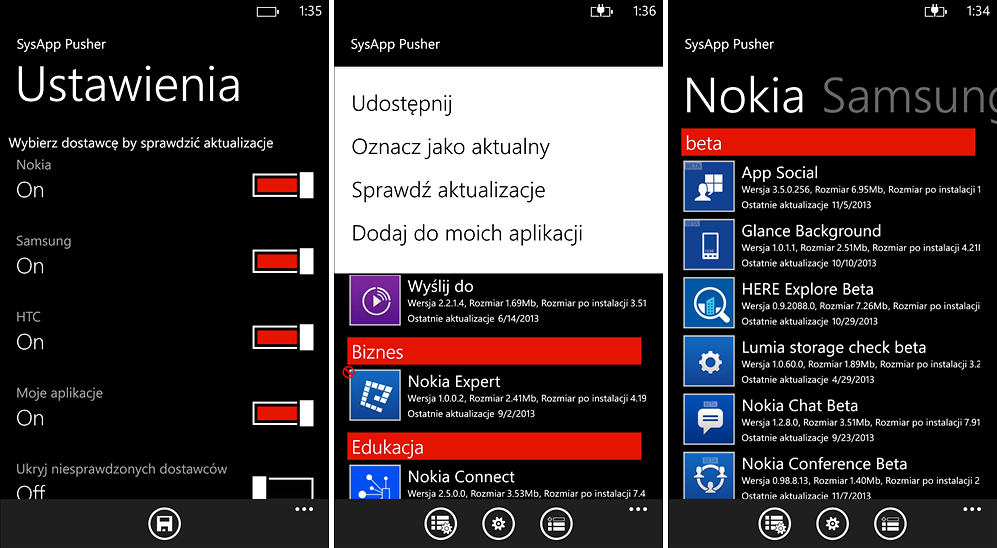 1:35
SysApp Pusher
Ustawienia
Wybierz dostawcę by sprawdzić aktualizacje
Nokia
On
Samsung
On
HTC
On
Moje aplikacje
On
Ukryj niesprawdzonych dostawców
Off
1:36
SysApp Pusher
Udostępnij
Oznacz jako aktualny
Sprawdź aktualizacje
Dodaj do moich aplikacji
Wyślij do
Wersja 2.2.1.4, Rozmiar 1.69Mb, Rozmiar po instalacji 3.51
Ostatnie aktualizacje 6/14/2013
Biznes
Nokia Expert
Wersja 1.0.0.2, Rozmiar 2.41Mb, Rozmiar po instalacji 4.19
Ostatnie aktualizacje 9/2/2013
Edukacja
Nokia Connect
Wersja 2.5.0.0, Rozmiar 3.53Mb, Rozmiar po instalacji 7.4
1:34
SysApp Pusher
Nokia Samsung
beta
BETA
App Social
Wersja 3.5.0.256, Rozmiar 6.95Mb, Rozmiar po instalacji 1
Ostatnie aktualizacje 11/5/2013
BETA
Glance Background
Wersja 1.0.1.1, Rozmiar 2.51Mb, Rozmiar po instalacji 4.21
Ostatnie aktualizacje 10/10/2013
HERE Explore Beta
Wersja 0.9.2088.0, Rozmiar 7.26Mb, Rozmiar po instalacji
Ostatnie aktualizacje 10/29/2013
Lumia storage check beta
Wersja 1.0.60.0, Rozmiar 1.89Mb, Rozmiar po instalacji 3.2
Ostatnie aktualizacje 4/29/2013
BETA
Nokia Chat Beta
Wersja 1.2.8.0, Rozmiar 3.51Mb, Rozmiar po instalacji 7.91
Ostatnie aktualizacje 9/23/2013
BETA
Nokia Conference Beta
Wersja 0.98.8.13, Rozmiar 1.40Mb, Rozmiar po instalacji 2
Ostatnie aktualizacje 11/7/2013